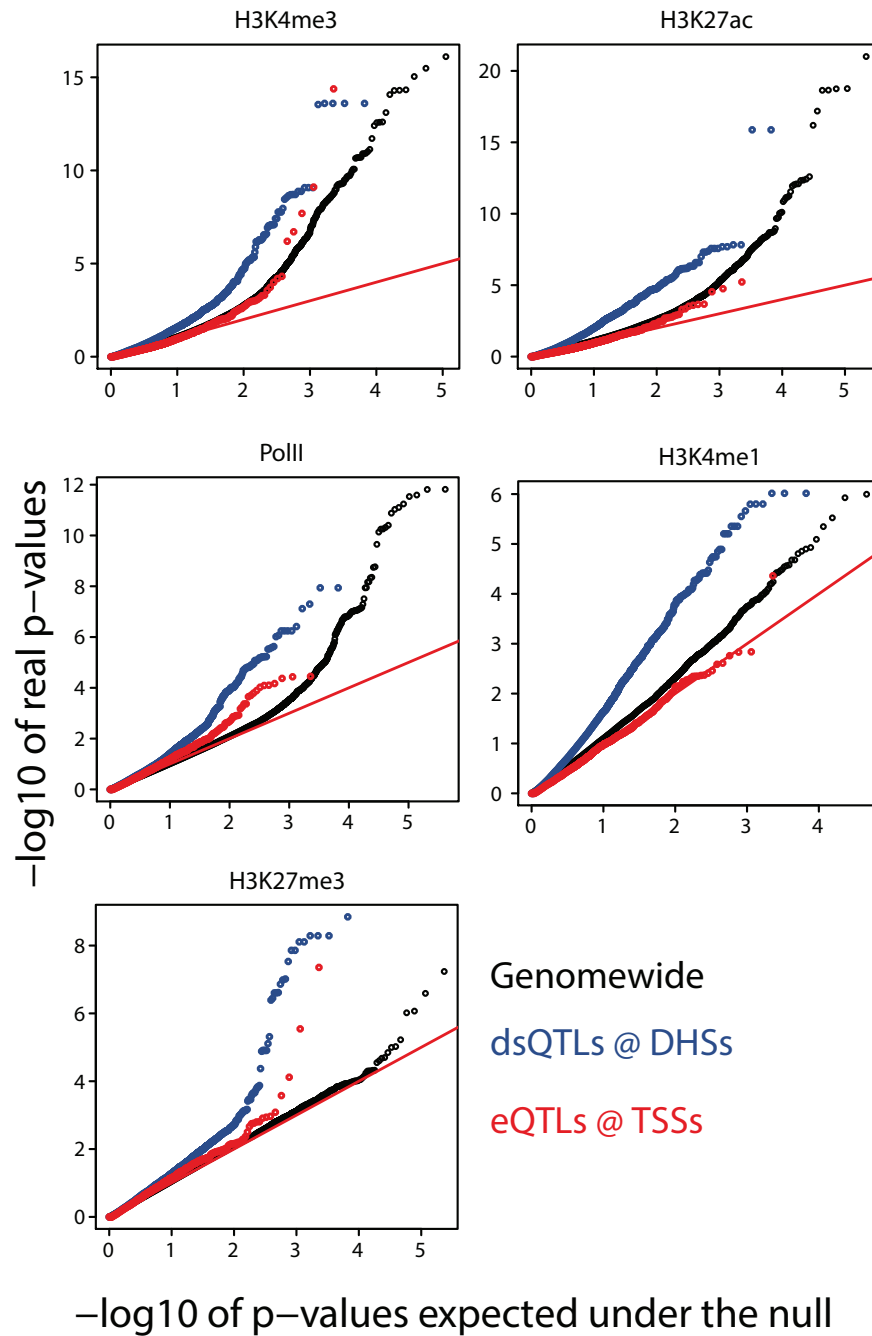 H3K4me3
15
10
5
0
0 1 2 3 4 5
H3K27ac
20
15
10
5
0
0 1 2 3 4 5
PolII
12
10
8
6
4
2
0
0 1 2 3 4 5
H3K4me1
6
5
4
3
2
1
0
0 1 2 3 4
H3K27me3
8
6
4
2
0
0 1 2 3 4 5
Genomewide
dsQTLs @ DHSs
eQTLs @ TSSs
−log10 of real p−values
−log10 of p−values expected under the null